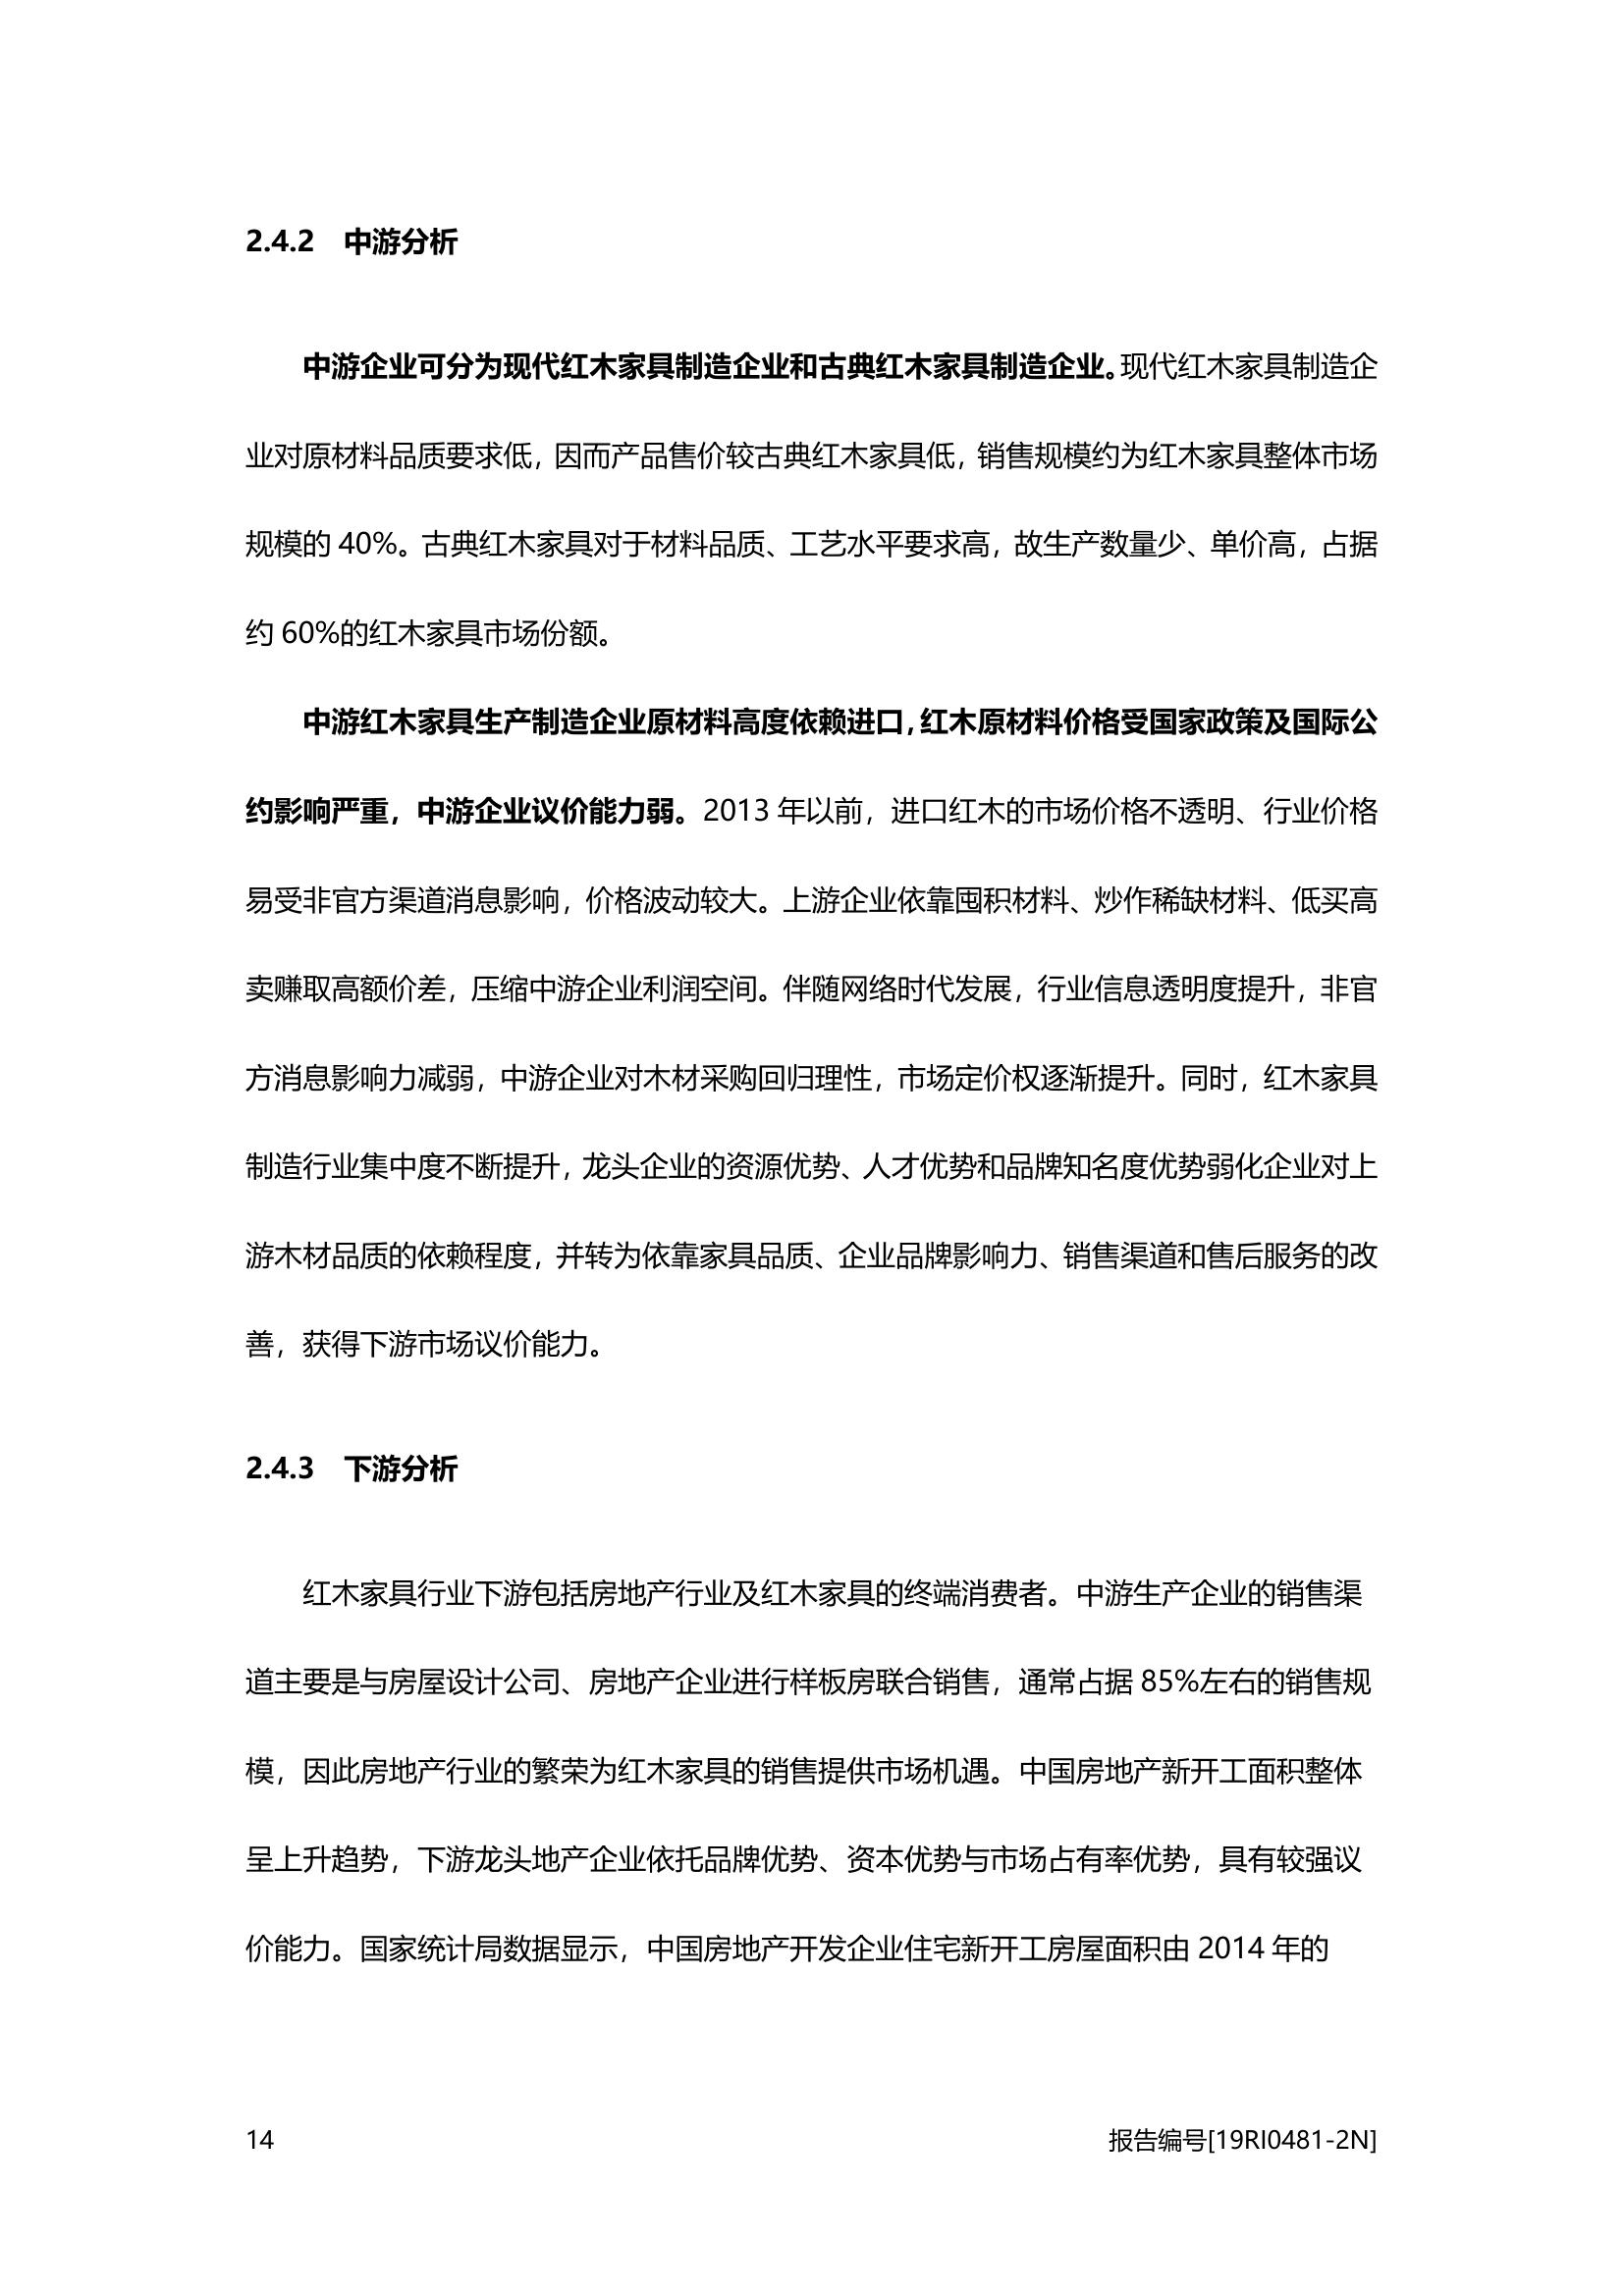 2.4.2 中游分析
中游企业可分为现代红木家具制造企业和古典红木家具制造企业。现代红木家具制造企
业对原材料品质要求低，因而产品售价较古典红木家具低，销售规模约为红木家具整体市场
规模的 40%。古典红木家具对于材料品质、工艺水平要求高，故生产数量少、单价高，占据
约 60%的红木家具市场份额。
中游红木家具生产制造企业原材料高度依赖进口，红木原材料价格受国家政策及国际公
约影响严重，中游企业议价能力弱。2013 年以前，进口红木的市场价格不透明、行业价格
易受非官方渠道消息影响，价格波动较大。上游企业依靠囤积材料、炒作稀缺材料、低买高
卖赚取高额价差，压缩中游企业利润空间。伴随网络时代发展，行业信息透明度提升，非官
方消息影响力减弱，中游企业对木材采购回归理性，市场定价权逐渐提升。同时，红木家具
制造行业集中度不断提升，龙头企业的资源优势、人才优势和品牌知名度优势弱化企业对上
游木材品质的依赖程度，并转为依靠家具品质、企业品牌影响力、销售渠道和售后服务的改
善，获得下游市场议价能力。
2.4.3 下游分析
红木家具行业下游包括房地产行业及红木家具的终端消费者。中游生产企业的销售渠
道主要是与房屋设计公司、房地产企业进行样板房联合销售，通常占据 85%左右的销售规
模，因此房地产行业的繁荣为红木家具的销售提供市场机遇。中国房地产新开工面积整体
呈上升趋势，下游龙头地产企业依托品牌优势、资本优势与市场占有率优势，具有较强议
价能力。国家统计局数据显示，中国房地产开发企业住宅新开工房屋面积由 2014 年的
14 报告编号[19RI0481-2N]